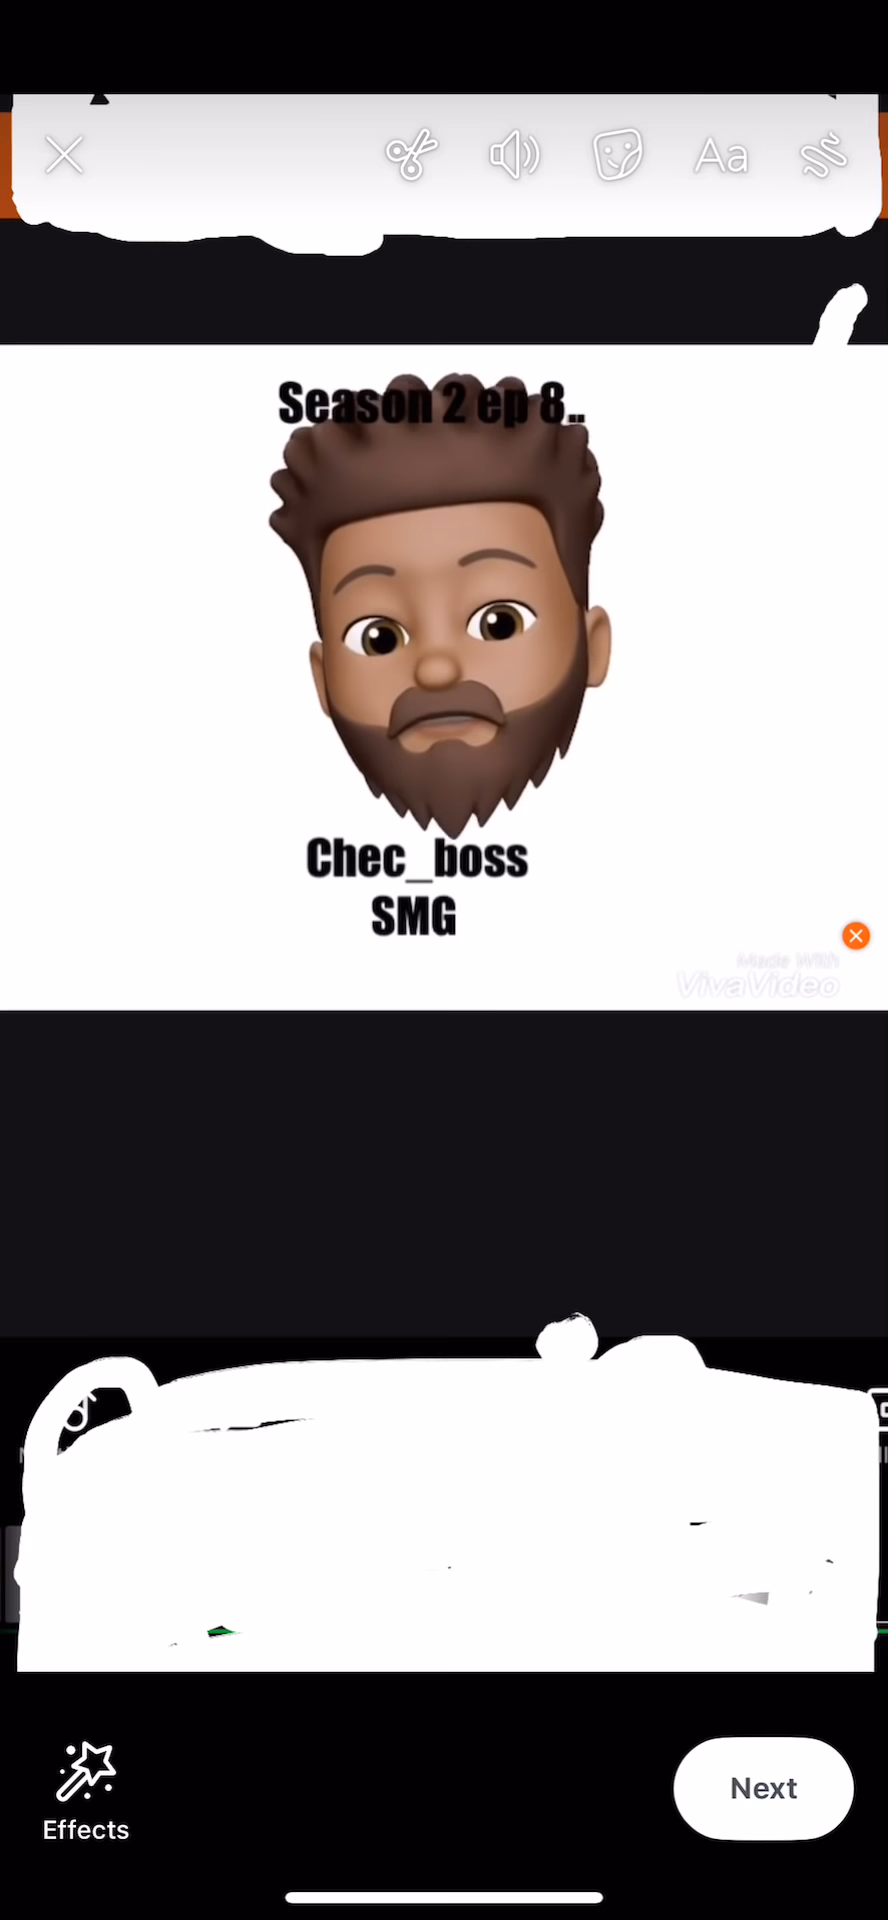 Aa
Season 2 ep 8..
Chec_boss
SMG
Made With
VivaVideo
Effects
Next